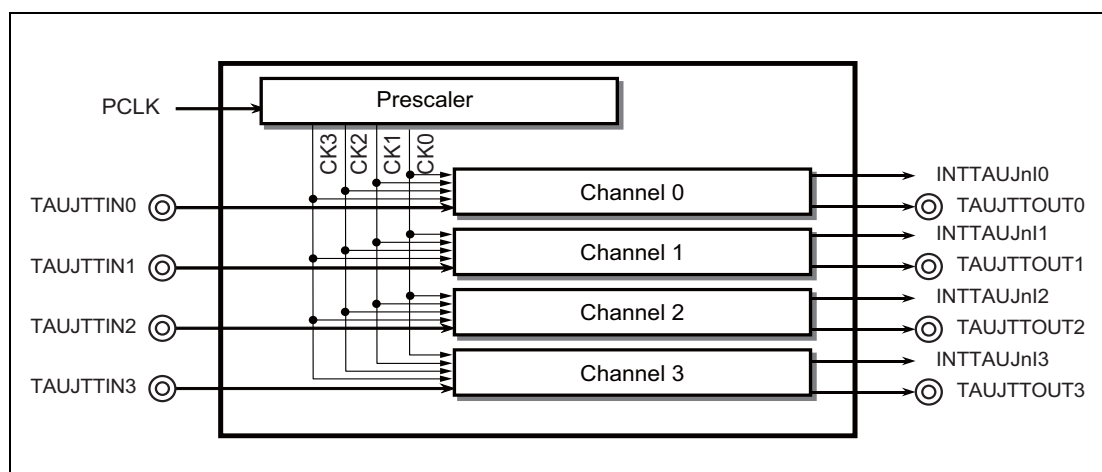 Prescaler
PCLK
CK3
CK2
CK1
CK0
TAUJTTIN0
Channel 0
INTTAUJnI0
TAUJTTOUT0
TAUJTTIN1
Channel 1
INTTAUJnI1
TAUJTTOUT1
TAUJTTIN2
Channel 2
INTTAUJnI2
TAUJTTOUT2
TAUJTTIN3
Channel 3
INTTAUJnI3
TAUJTTOUT3